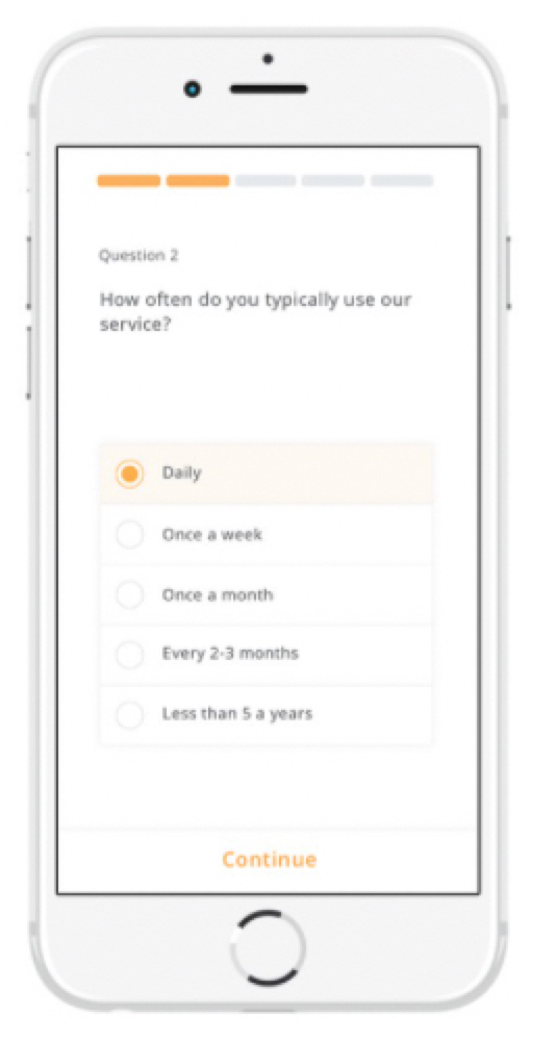 Question 2
How often do you typically use our
service?
Daily
Once a week
Once a month
Every 2-3 months
Less than 5 a years
Continue